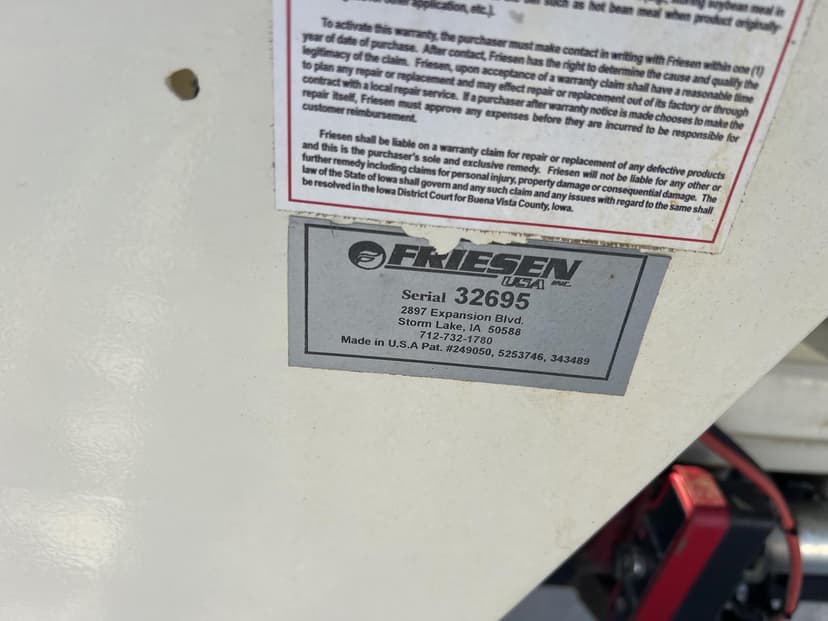 such as hot bean meal when product originally-
application, etc.].
To activate this warranty, the purchaser must make contact in writing with Friesen within one (1)
year of date of purchase. After contact, Friesen has the right to determine the cause and qualify the
legitimacy of the claim. Friesen, upon acceptance of a warranty claim shall have a reasonable time
to plan any repair or replacement and may effect repair or replacement out of its factory or through
contract with a local repair service. If a purchaser after warranty notice is made chooses to make the
repair itself, Friesen must approve any expenses before they are incurred to be responsible for
customer reimbursement.
Friesen shall be liable on a warranty claim for repair or replacement of any defective products
and this is the purchaser's sole and exclusive remedy. Friesen will not be liable for any other or
further remedy including claims for personal injury, property damage or consequential damage. The
law of the State of Iowa shall govern and any such claim and any issues with regard to the same shall
be resolved in the Iowa District Court for Buena Vista County, Iowa.
FRIESEN
USA INC.
Serial 32695
2897 Expansion Blvd.
Storm Lake, IA 50588
712-732-1780
Made in U.S.A Pat. #249050, 5253746, 343489